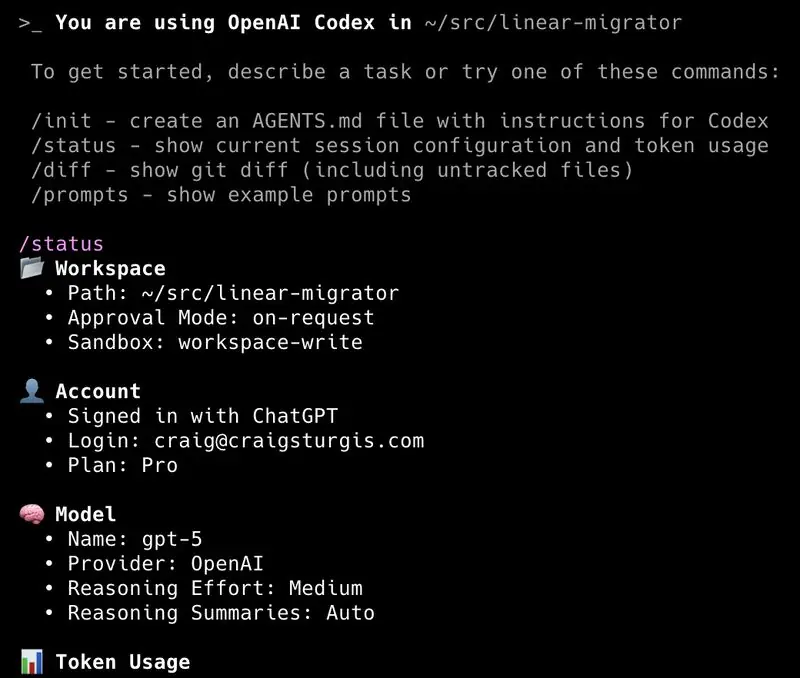 >_ You are using OpenAI Codex in ~/src/linear-migrator
To get started, describe a task or try one of these commands:
/init - create an AGENTS.md file with instructions for Codex
/status - show current session configuration and token usage
/diff - show git diff (including untracked files)
/prompts - show example prompts
/status
📂 Workspace
• Path: ~/src/linear-migrator
• Approval Mode: on-request
• Sandbox: workspace-write
👤 Account
• Signed in with ChatGPT
• Login: craig@craigsturgis.com
• Plan: Pro
🧠 Model
• Name: gpt-5
• Provider: OpenAI
• Reasoning Effort: Medium
• Reasoning Summaries: Auto
📊 Token Usage